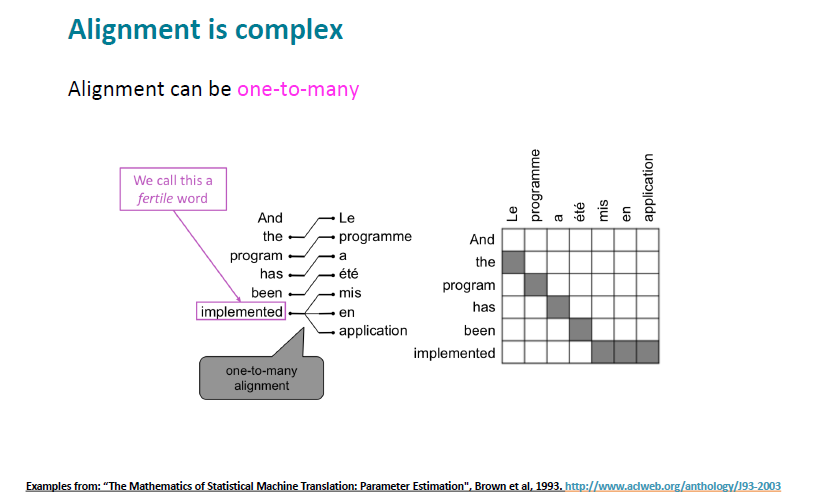 Alignment is complex
Alignment can be one-to-many
We call this a
fertile word
And
the
program
has
been
implemented
Le
programme
a
été
mis
en
application
one-to-many
alignment
Le
programme
a
été
mis
en
application
And
the
program
has
been
implemented
Examples from: “The Mathematics of Statistical Machine Translation: Parameter Estimation", Brown et al, 1993. http://www.aclweb.org/anthology/J93-2003